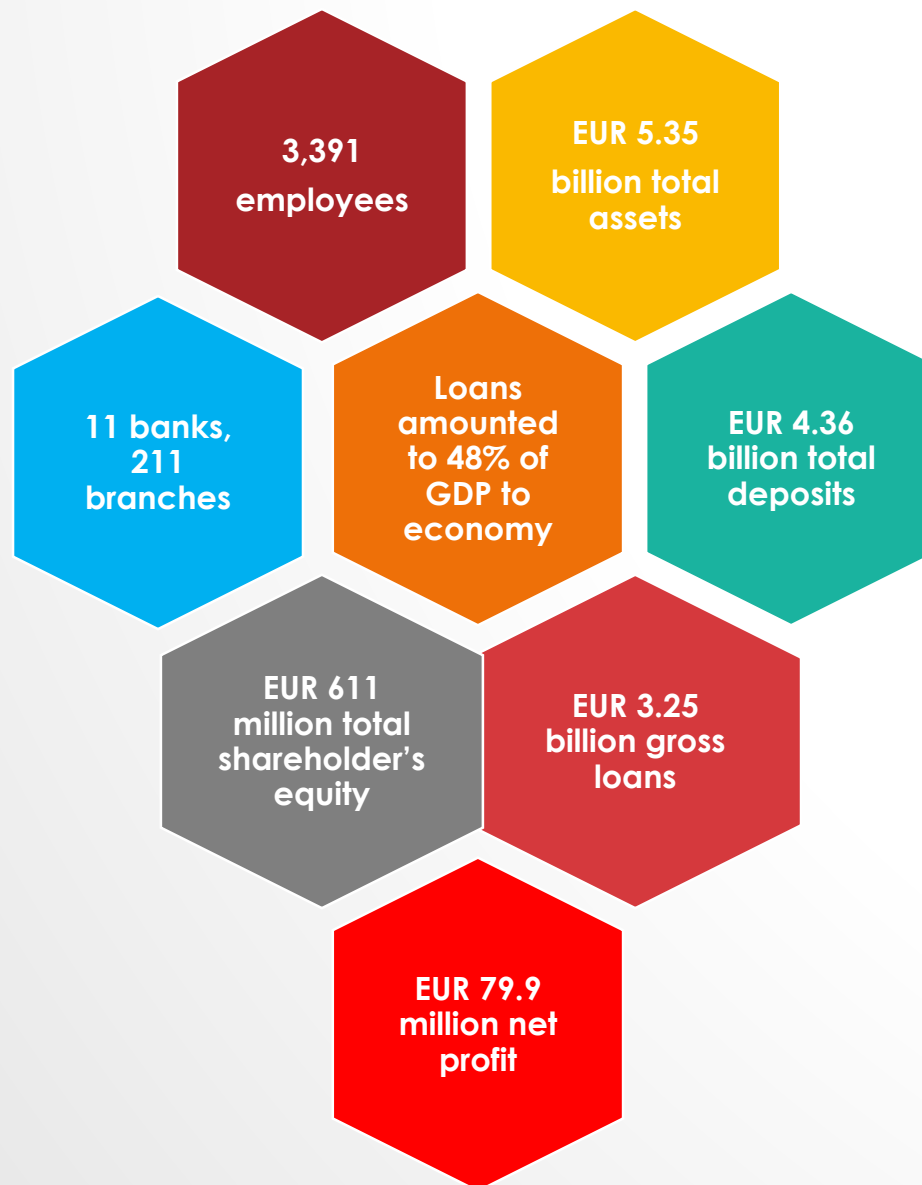 3,391
employees
EUR 5.35
billion total
assets
11 banks,
211
branches
Loans
amounted
to 48% of
GDP to
economy
EUR 4.36
billion total
deposits
EUR 611
million total
shareholder’s
equity
EUR 3.25
billion gross
loans
EUR 79.9
million net
profit